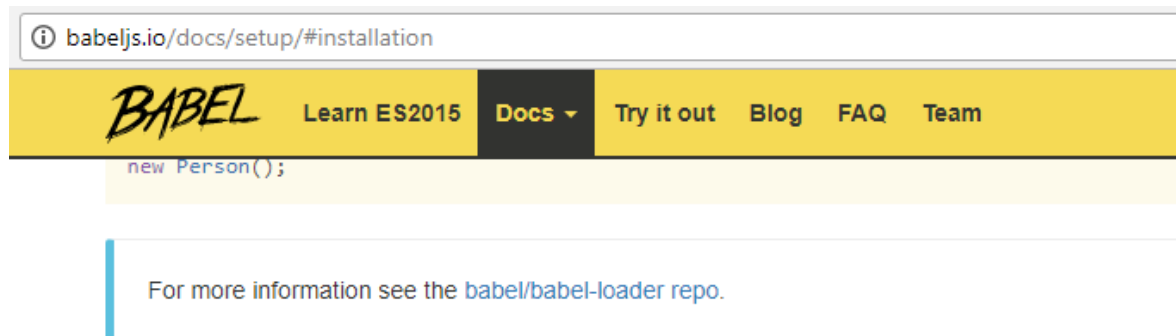 babeljs.io/docs/setup/#installation
BABEL Learn ES2015 Docs Try it out Blog FAQ Team
new Person();
For more information see the babel/babel-loader repo.